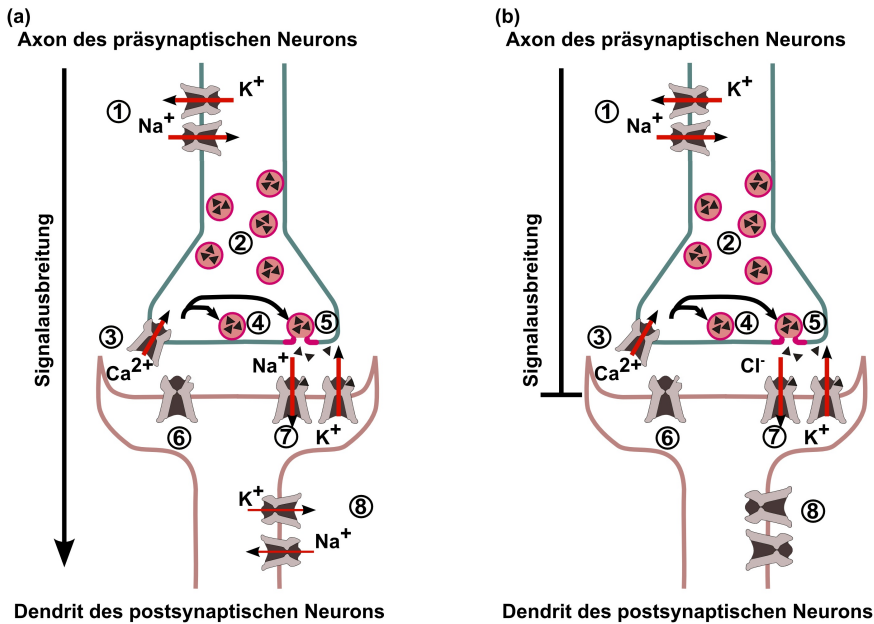 (a)
Axon des präsynaptischen Neurons
K+
① Na+
②
Signalausbreitung
③ ④ ⑤
Ca2+ Na+
⑥ ⑦ K+
K+ ⑧
Na+
Dendrit des postsynaptischen Neurons
(b)
Axon des präsynaptischen Neurons
K+
① Na+
②
Signalausbreitung
③ ④ ⑤
Ca2+ Cl-
⑥ ⑦ K+
⑧
Dendrit des postsynaptischen Neurons